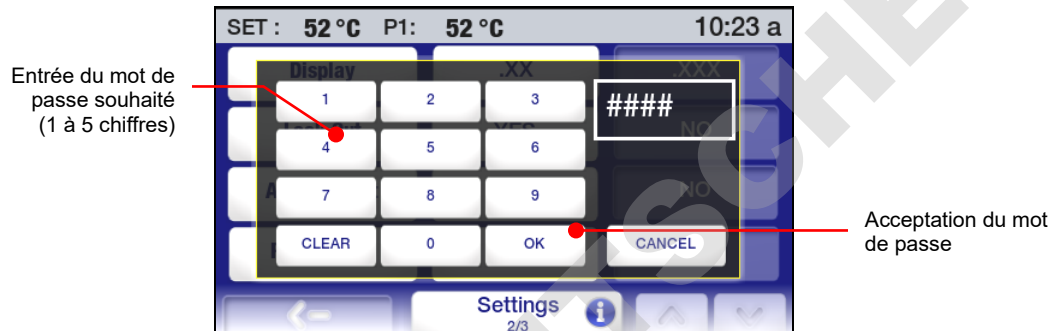 SET : 52 °C P1: 52 °C 10:23 a
Display .XX .XXX
Entrée du mot de
passe souhaité
(1 à 5 chiffres)
1 2 3 ####
YES NO
4 5 6
7 8 9 NO
CLEAR 0 OK CANCEL
Acceptation du mot
de passe
Settings
2/3